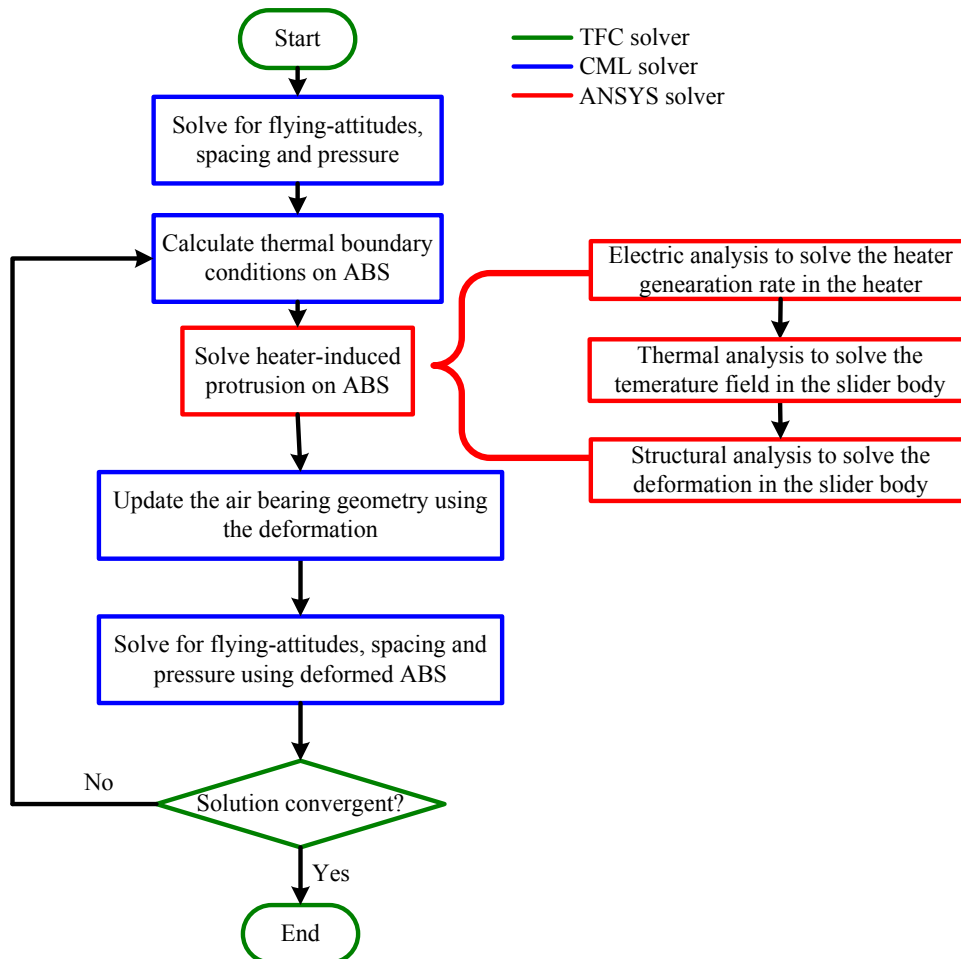 Start
TFC solver
CML solver
ANSYS solver
Solve for flying-attitudes,
spacing and pressure
Calculate thermal boundary
conditions on ABS
Solve heater-induced
protrusion on ABS
Electric analysis to solve the heater
genearation rate in the heater
Thermal analysis to solve the
temerature field in the slider body
Structural analysis to solve the
deformation in the slider body
Update the air bearing geometry using
the deformation
Solve for flying-attitudes, spacing and
pressure using deformed ABS
No
Solution convergent?
Yes
End